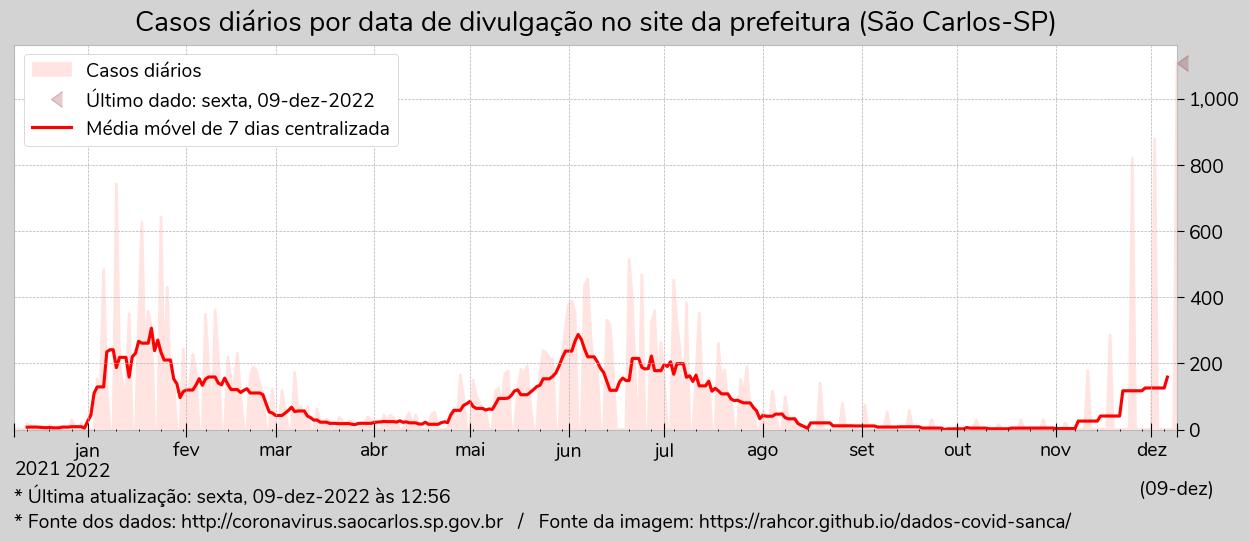 Casos diários por data de divulgação no site da prefeitura (São Carlos-SP)
Casos diários
Último dado: sexta, 09-dez-2022
Média móvel de 7 dias centralizada
1,000
800
600
400
200
0
jan fev mar abr mai jun jul ago set out nov dez
2021 2022
(09-dez)
* Última atualização: sexta, 09-dez-2022 às 12:56
* Fonte dos dados: http://coronavirus.saocarlos.sp.gov.br / Fonte da imagem: https://rahcor.github.io/dados-covid-sanca/